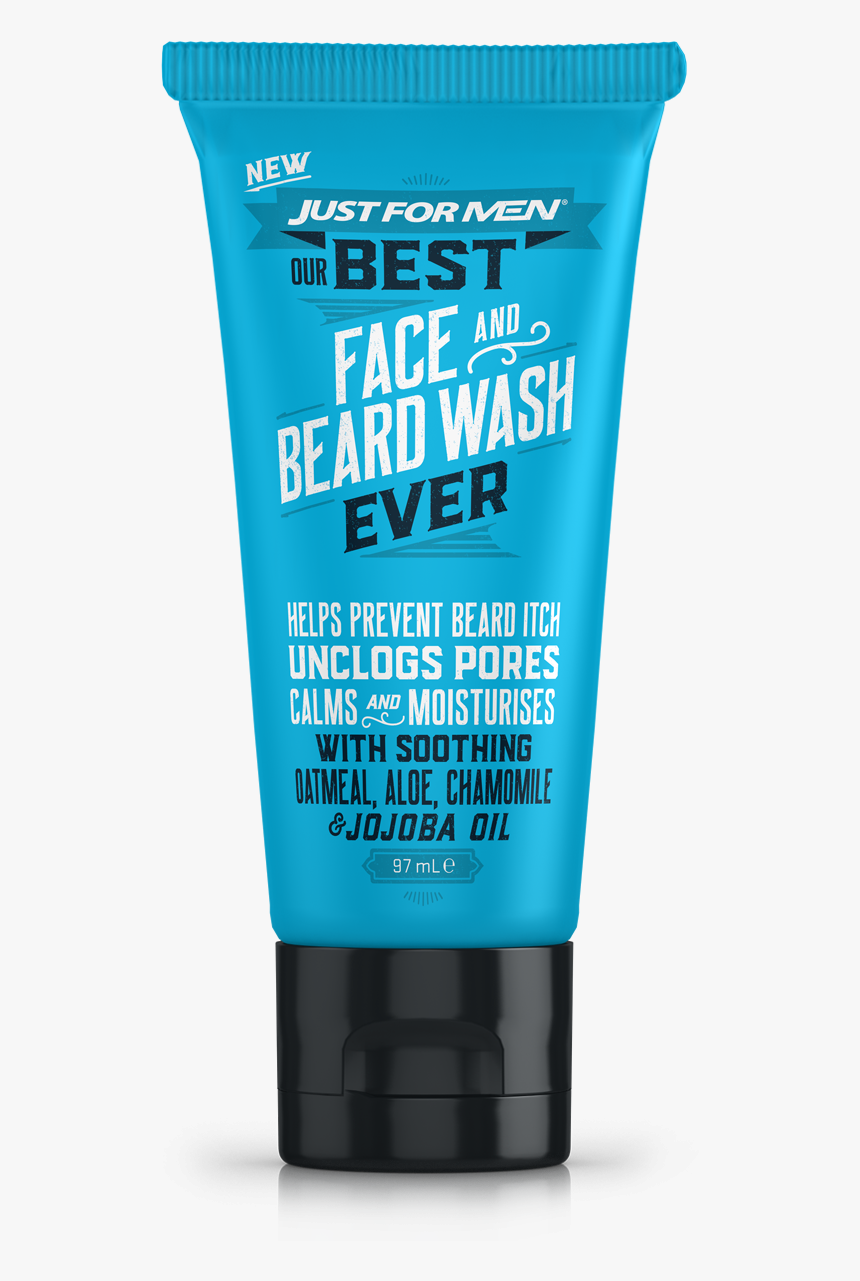 NEW
JUST FOR MEN®
OUR BEST
FACE AND
BEARD WASH
EVER
HELPS PREVENT BEARD ITCH
UNCLOGS PORES
CALMS AND MOISTURISES
WITH SOOTHING
OATMEAL, ALOE, CHAMOMILE
& JOJOBA OIL
97 mL ℮